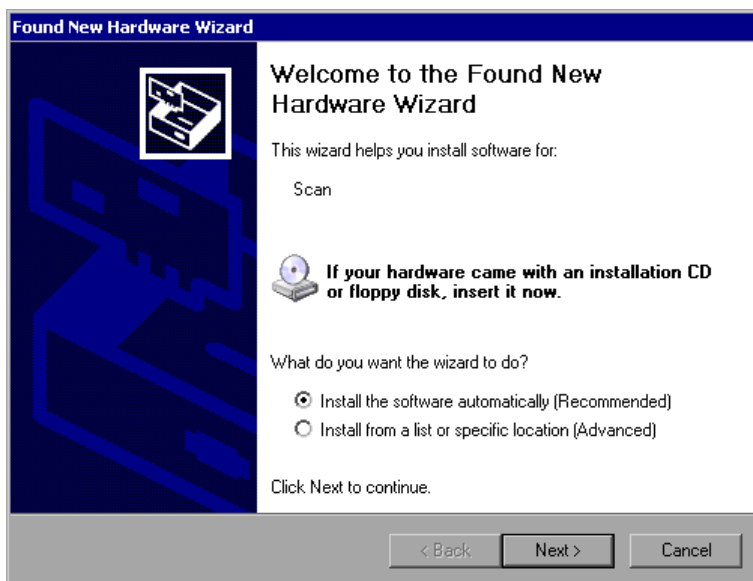 Found New Hardware Wizard
Welcome to the Found New
Hardware Wizard
This wizard helps you install software for:
Scan
If your hardware came with an installation CD
or floppy disk, insert it now.
What do you want the wizard to do?
Install the software automatically (Recommended)
Install from a list or specific location (Advanced)
Click Next to continue.
< Back
Next >
Cancel